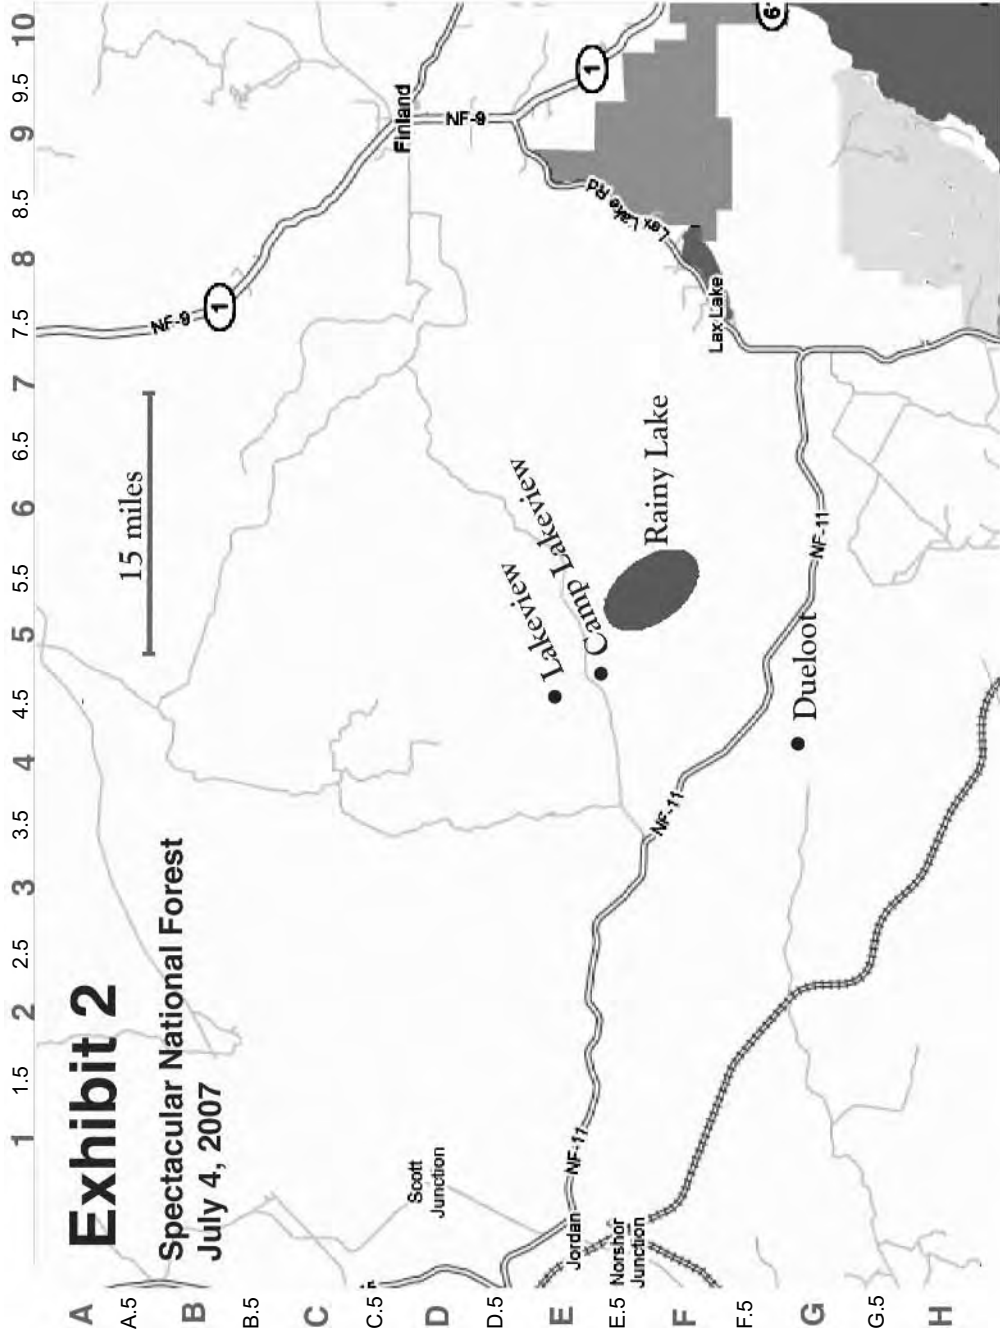 Exhibit 2
Spectacular National Forest
July 4, 2007
15 miles
1
1.5
2
2.5
3
3.5
4
4.5
5
5.5
6
6.5
7
7.5
8
8.5
9
9.5
10
A
A.5
B
B.5
C
C.5
D
D.5
E
E.5
F
F.5
G
G.5
H
NF-9
1
Finland
NF-9
1
Lax Lake Rd
Lax Lake
Lakeview
Camp Lakeview
Rainy Lake
Scott
Junction
Jordan
Norshor
Junction
NF-11
NF-11
NF-11
Dueloot